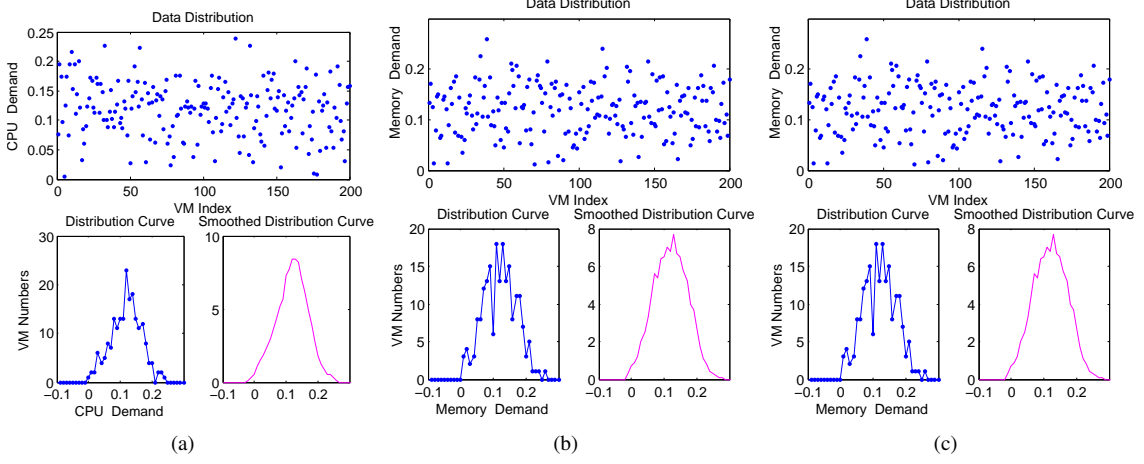 Data Distribution
0.25
0.2
0.15
0.1
0.05
0
CPU Demand
0 50 100 150 200
VM Index
Distribution Curve
30
20
10
0
VM Numbers
−0.1 0 0.1 0.2
CPU Demand
Smoothed Distribution Curve
10
5
0
−0.1 0 0.1 0.2
(a)
Data Distribution
0.2
0.1
0
Memory Demand
0 50 100 150 200
VM Index
Distribution Curve
20
15
10
5
0
VM Numbers
−0.1 0 0.1 0.2
Memory Demand
Smoothed Distribution Curve
8
6
4
2
0
−0.1 0 0.1 0.2
(b)
Data Distribution
0.2
0.1
0
Memory Demand
0 50 100 150 200
VM Index
Distribution Curve
20
15
10
5
0
VM Numbers
−0.1 0 0.1 0.2
Memory Demand
Smoothed Distribution Curve
8
6
4
2
0
−0.1 0 0.1 0.2
(c)